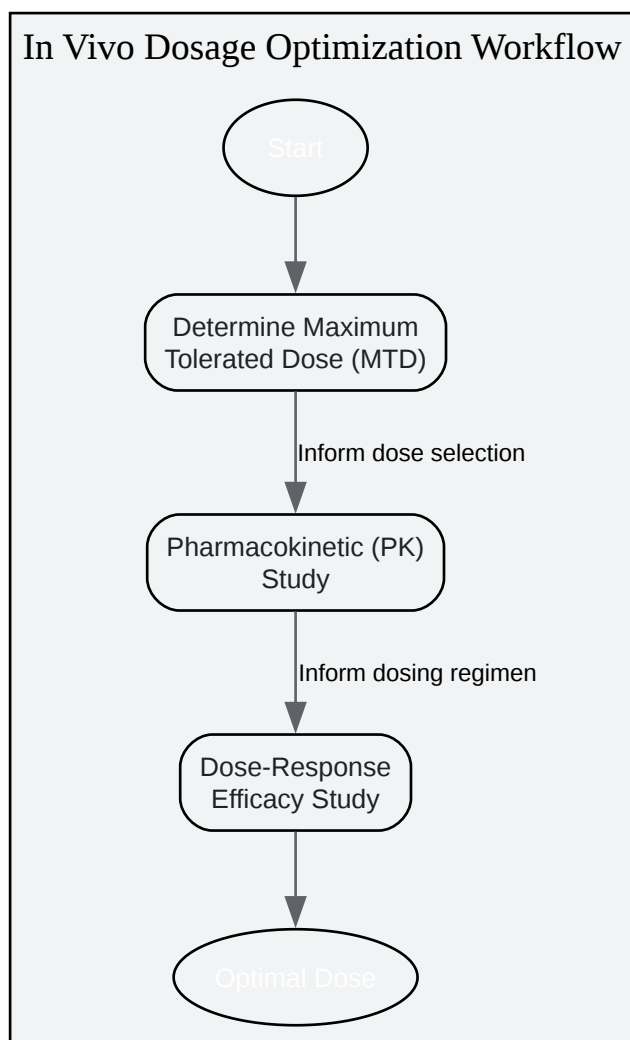 In Vivo Dosage Optimization Workflow
Start
Determine Maximum
Tolerated Dose (MTD)
Inform dose selection
Pharmacokinetic (PK)
Study
Inform dosing regimen
Dose-Response
Efficacy Study
Optimal Dose